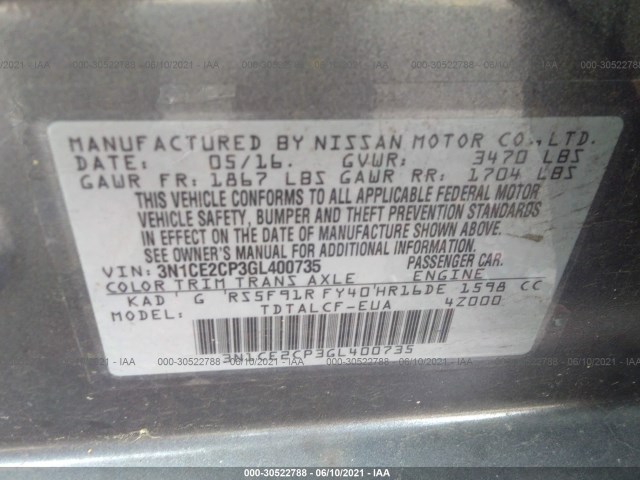 MANUFACTURED BY NISSAN MOTOR CO., LTD.
DATE: 05/16. GVWR: 3470 LBS
GAWR FR: 1867 LBS GAWR RR: 1704 LBS
THIS VEHICLE CONFORMS TO ALL APPLICABLE FEDERAL MOTOR
VEHICLE SAFETY, BUMPER AND THEFT PREVENTION STANDARDS
IN EFFECT ON THE DATE OF MANUFACTURE SHOWN ABOVE.
SEE OWNER'S MANUAL FOR ADDITIONAL INFORMATION.
VIN: 3N1CE2CP3GL400735 PASSENGER CAR.
COLOR TRIM TRANS AXLE ENGINE
KAD G RS5F91R FY40 HR16DE 1598 CC
MODEL: TDTALCF-EUA 4Z000
3N1CE2CP3GL400735
000-30522788 - 06/10/2021 - IAA